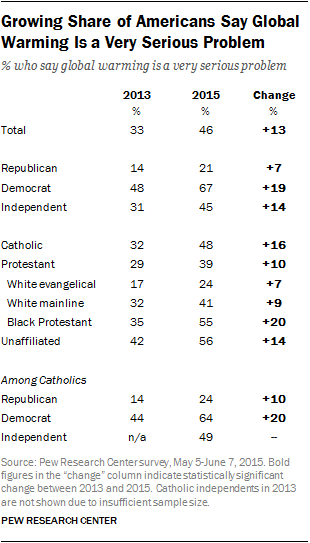 Growing Share of Americans Say Global
Warming Is a Very Serious Problem
% who say global warming is a very serious problem
2013 2015 Change
% % %
Total 33 46 +13
Republican 14 21 +7
Democrat 48 67 +19
Independent 31 45 +14
Catholic 32 48 +16
Protestant 29 39 +10
White evangelical 17 24 +7
White mainline 32 41 +9
Black Protestant 35 55 +20
Unaffiliated 42 56 +14
Among Catholics
Republican 14 24 +10
Democrat 44 64 +20
Independent n/a 49 --
Source: Pew Research Center survey, May 5-June 7, 2015. Bold
figures in the “change” column indicate statistically significant
change between 2013 and 2015. Catholic independents in 2013
are not shown due to insufficient sample size.
PEW RESEARCH CENTER